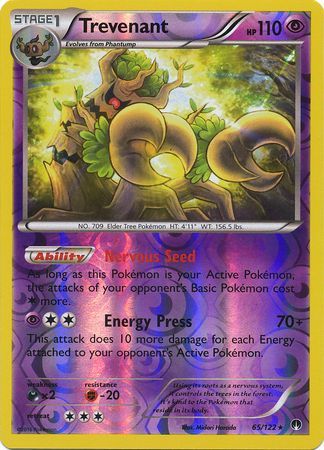 STAGE1
Trevenant
HP110
Evolves from Phantump
NO. 709 Elder Tree Pokémon HT: 4'11" WT: 156.5 lbs.
Ability Nervous Seed
As long as this Pokémon is your Active Pokémon,
the attacks of your opponent's Basic Pokémon cost
more.
Energy Press 70+
This attack does 10 more damage for each Energy
attached to your opponent's Active Pokémon.
weakness resistance
×2 -20
retreat
Using its roots as a nervous system,
it controls the trees in the forest.
It's kind to the Pokémon that
reside in its body.
Illus. Midori Harada
65/122
©2016 Pokémon